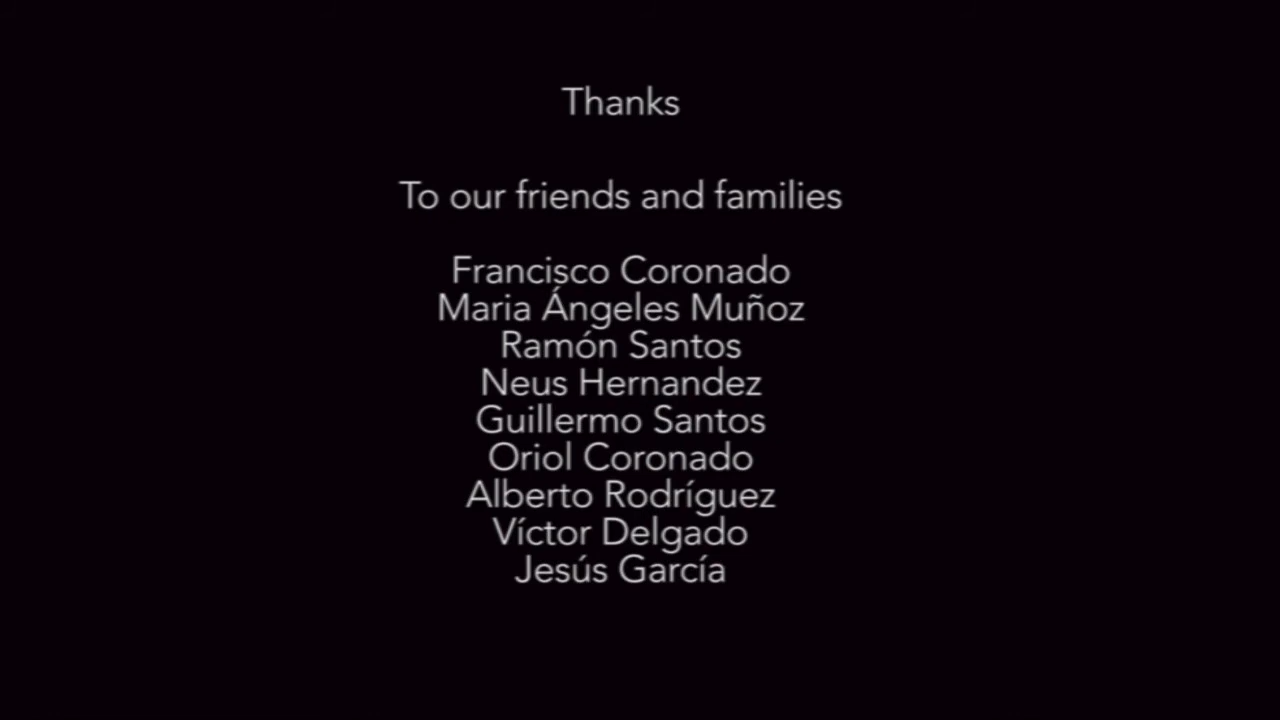 Thanks
To our friends and families
Francisco Coronado
Maria Ángeles Muñoz
Ramón Santos
Neus Hernandez
Guillermo Santos
Oriol Coronado
Alberto Rodríguez
Víctor Delgado
Jesús García